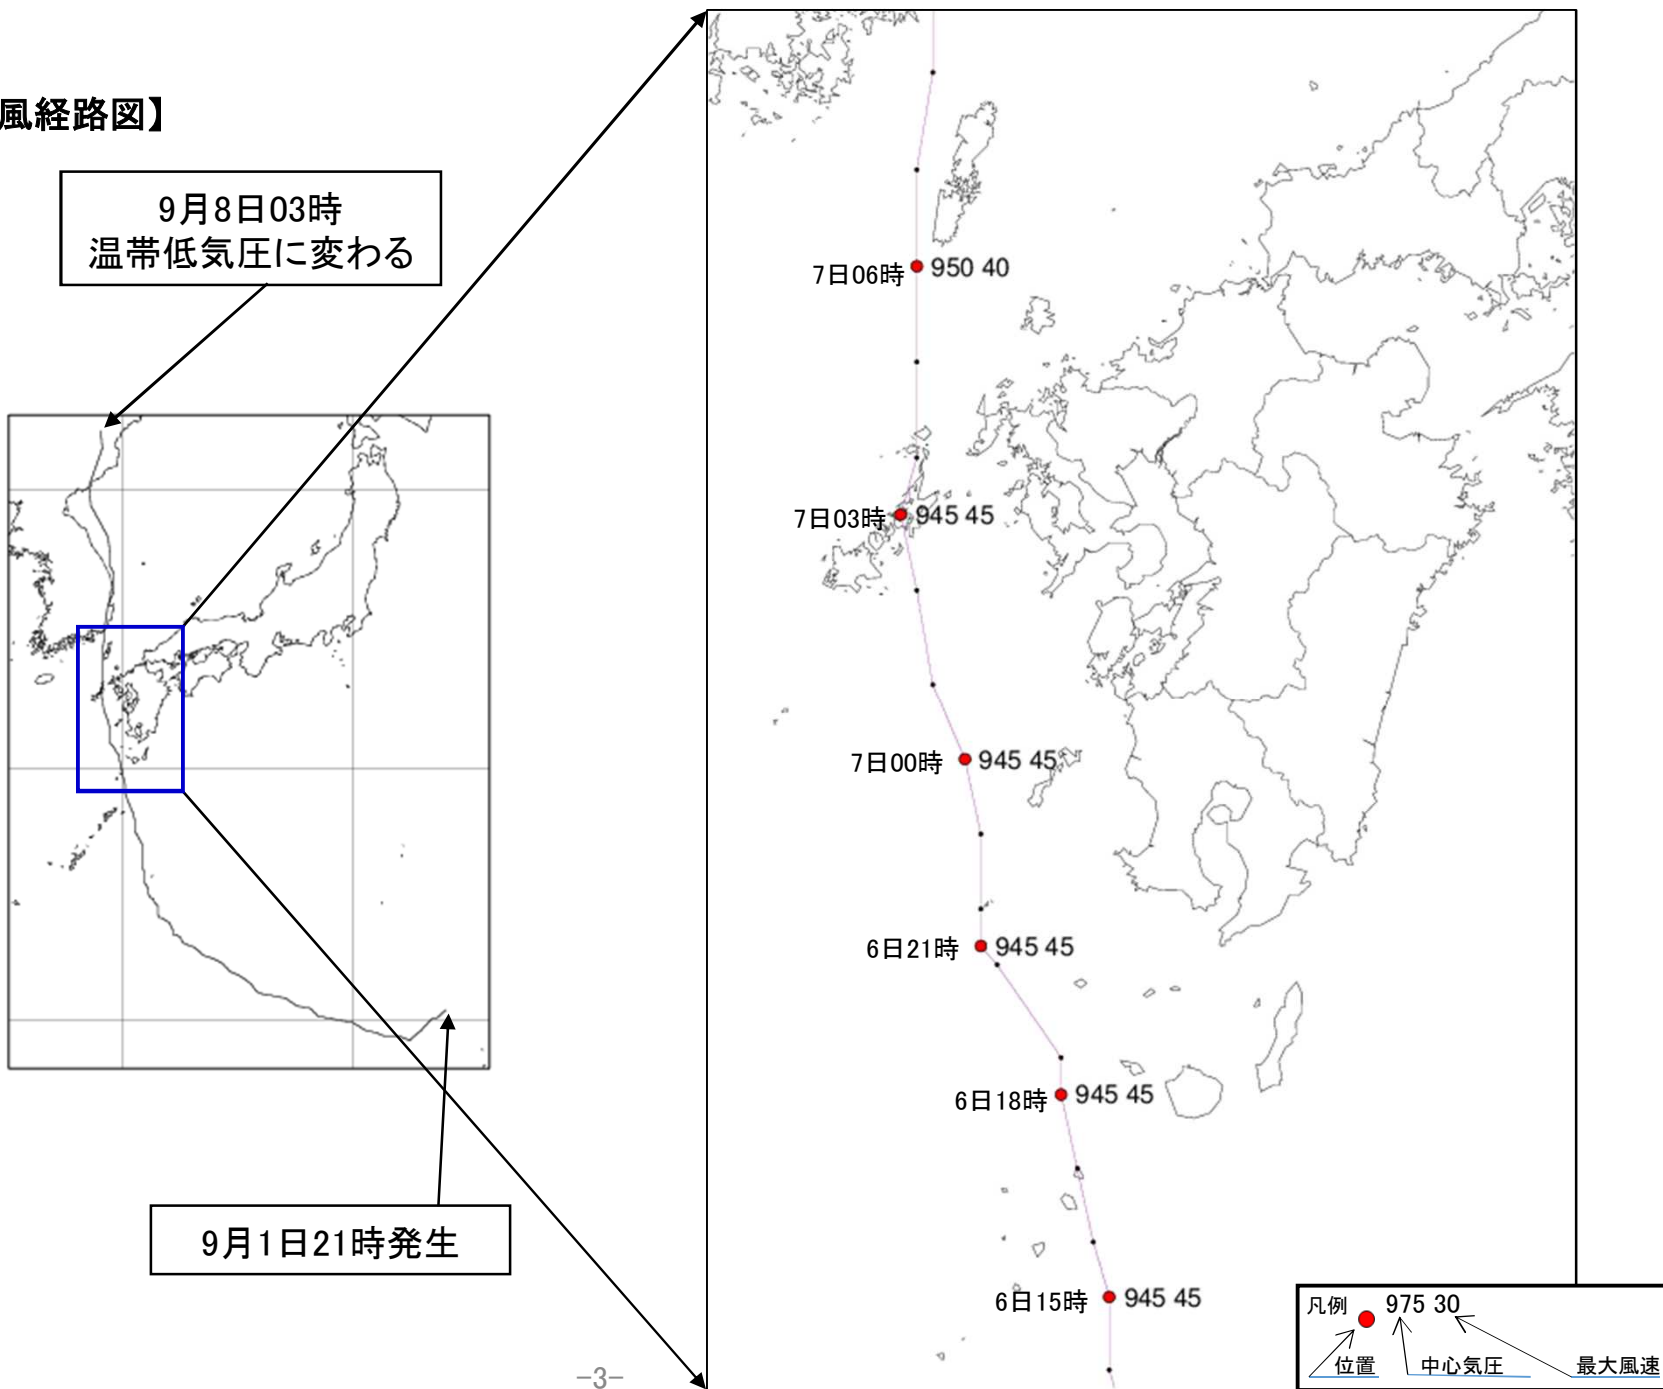 風経路図】
9月8日03時
温帯低気圧に変わる
9月1日21時発生
7日06時 950 40
7日03時 945 45
7日00時 945 45
6日21時 945 45
6日18時 945 45
6日15時 945 45
凡例 975 30
位置 中心気圧 最大風速
-3-